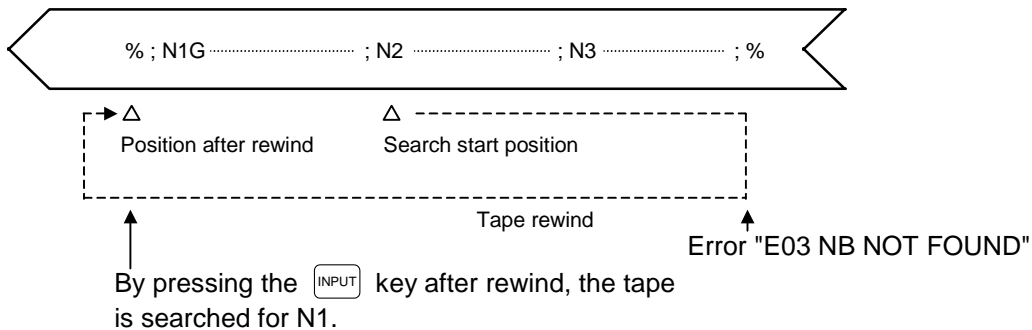 % ; N1G ; N2 ; N3 ; %
Position after rewind
Search start position
Tape rewind
Error "E03 NB NOT FOUND"
By pressing the INPUT key after rewind, the tape
is searched for N1.